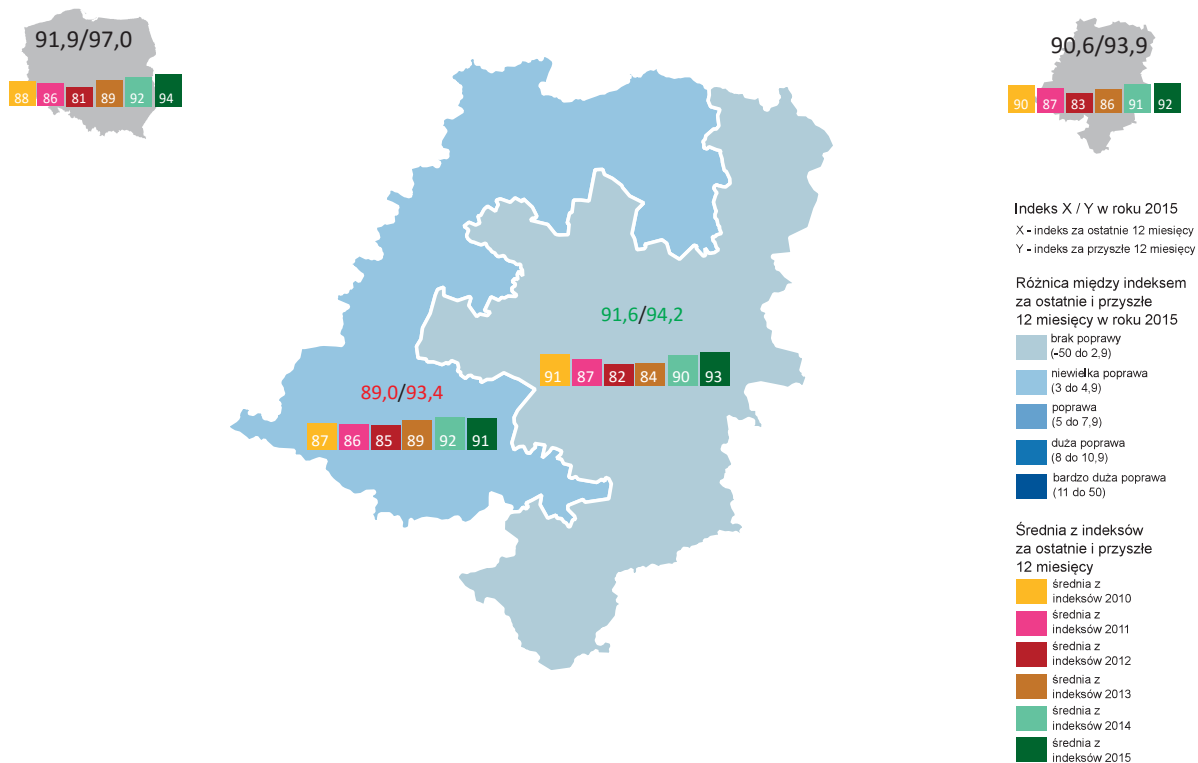 91,9/97,0
88 86 81 89 92 94
90,6/93,9
90 87 83 86 91 92
91,6/94,2
91 87 82 84 90 93
89,0/93,4
87 86 85 89 92 91
Indeks X / Y w roku 2015
X - indeks za ostatnie 12 miesięcy
Y - indeks za przyszłe 12 miesięcy
Różnica między indeksem
za ostatnie i przyszłe
12 miesięcy w roku 2015
brak poprawy
(-50 do 2,9)
niewielka poprawa
(3 do 4,9)
poprawa
(5 do 7,9)
duża poprawa
(8 do 10,9)
bardzo duża poprawa
(11 do 50)
Średnia z indeksów
za ostatnie i przyszłe
12 miesięcy
średnia z
indeksów 2010
średnia z
indeksów 2011
średnia z
indeksów 2012
średnia z
indeksów 2013
średnia z
indeksów 2014
średnia z
indeksów 2015